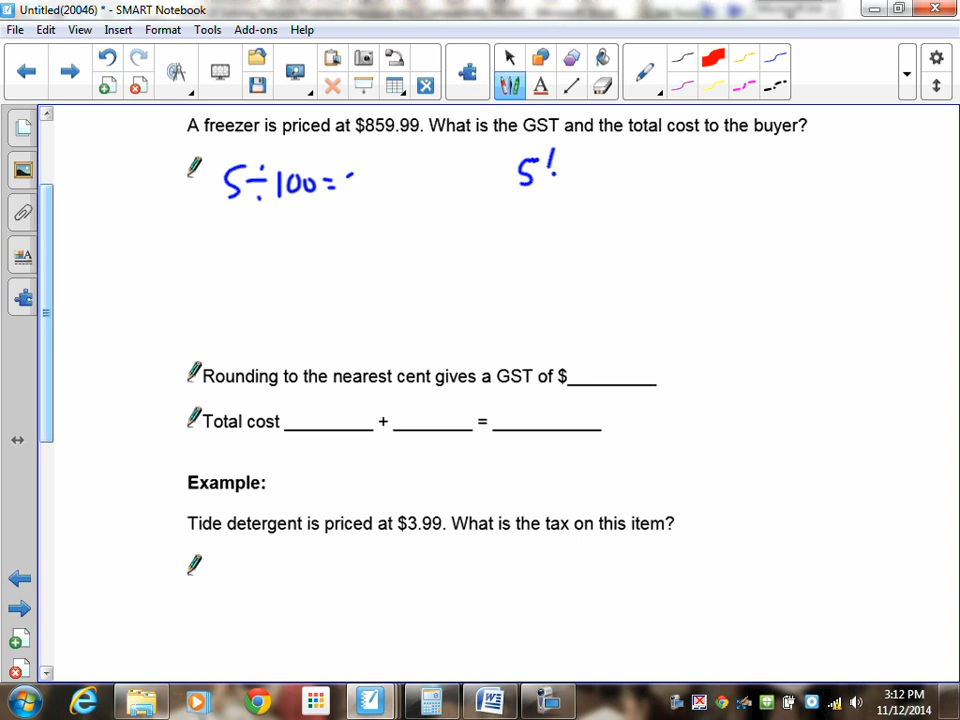 Untitled(20046) * - SMART Notebook
File Edit View Insert Format Tools Add-ons Help
A freezer is priced at $859.99. What is the GST and the total cost to the buyer?
5÷100=
5
Rounding to the nearest cent gives a GST of $_________
Total cost _________ + ________ = ___________
Example:
Tide detergent is priced at $3.99. What is the tax on this item?
3:12 PM
11/12/2014